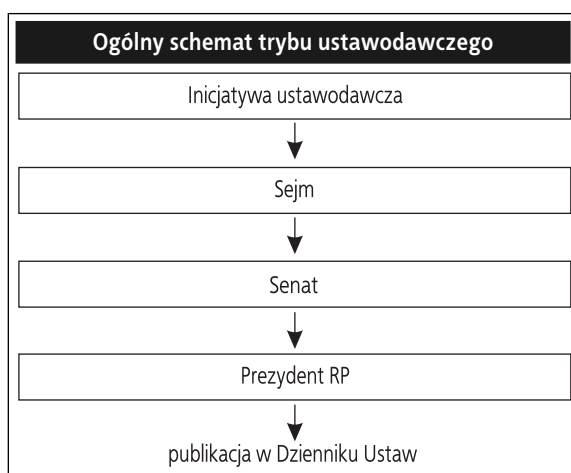 Ogólny schemat trybu ustawodawczego
Inicjatywa ustawodawcza
Sejm
Senat
Prezydent RP
publikacja w Dzienniku Ustaw